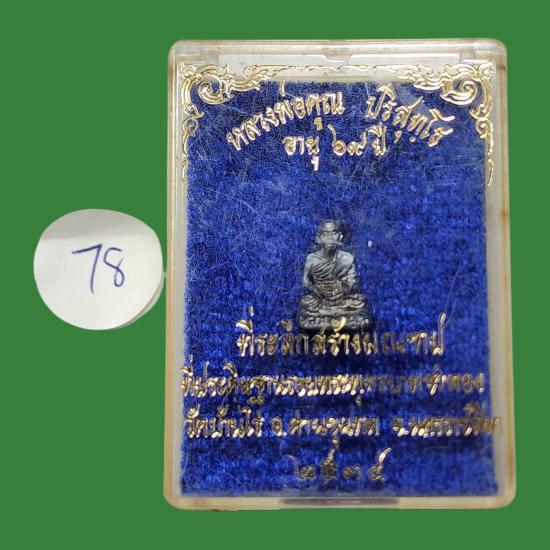 หลวงพ่อคูณ ปริสุทฺโธ
อายุ ๖๙ ปี
78
ที่ระลึกสร้างมณฑป
ที่ประดิษฐานรอยพระพุทธบาทจำลอง
วัดบ้านไร่ อ.ด่านขุนทด จ.นครราชสีมา
๒๕๓๕